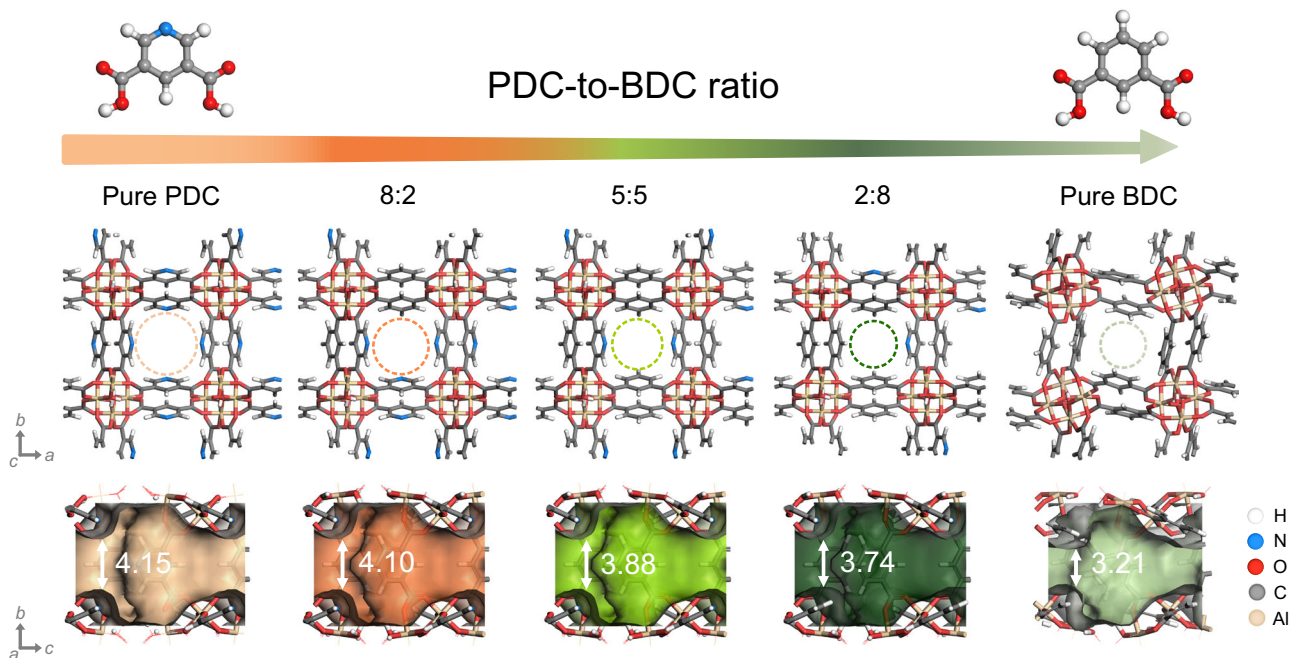 PDC-to-BDC ratio
Pure PDC
8:2
5:5
2:8
Pure BDC
b
c
a
4.15
4.10
3.88
3.74
3.21
b
a
c
H
N
O
C
Al